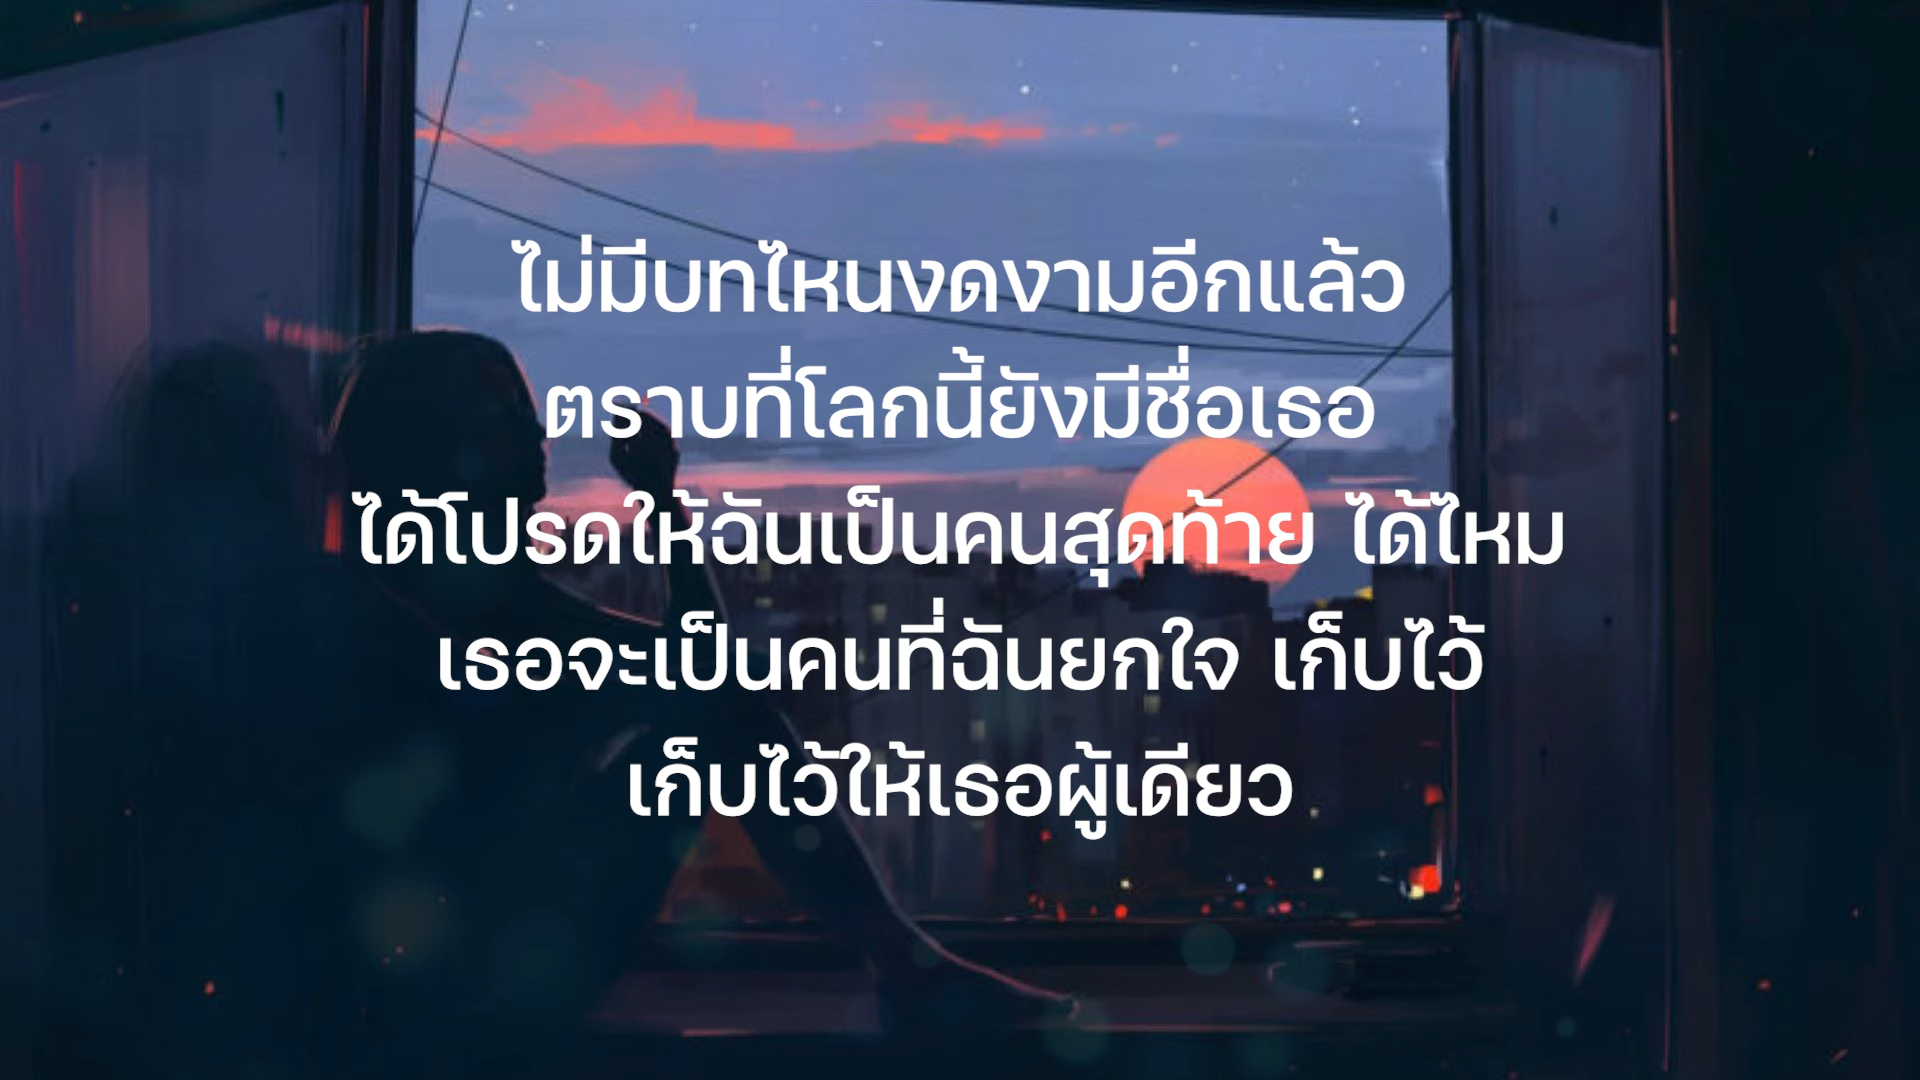 ไม่มีบทไหนงดงามอีกแล้ว
ตราบที่โลกนี้ยังมีชื่อเธอ
ได้โปรดให้ฉันเป็นคนสุดท้าย ได้ไหม
เธอจะเป็นคนที่ฉันยกใจ เก็บไว้
เก็บไว้ให้เธอผู้เดียว